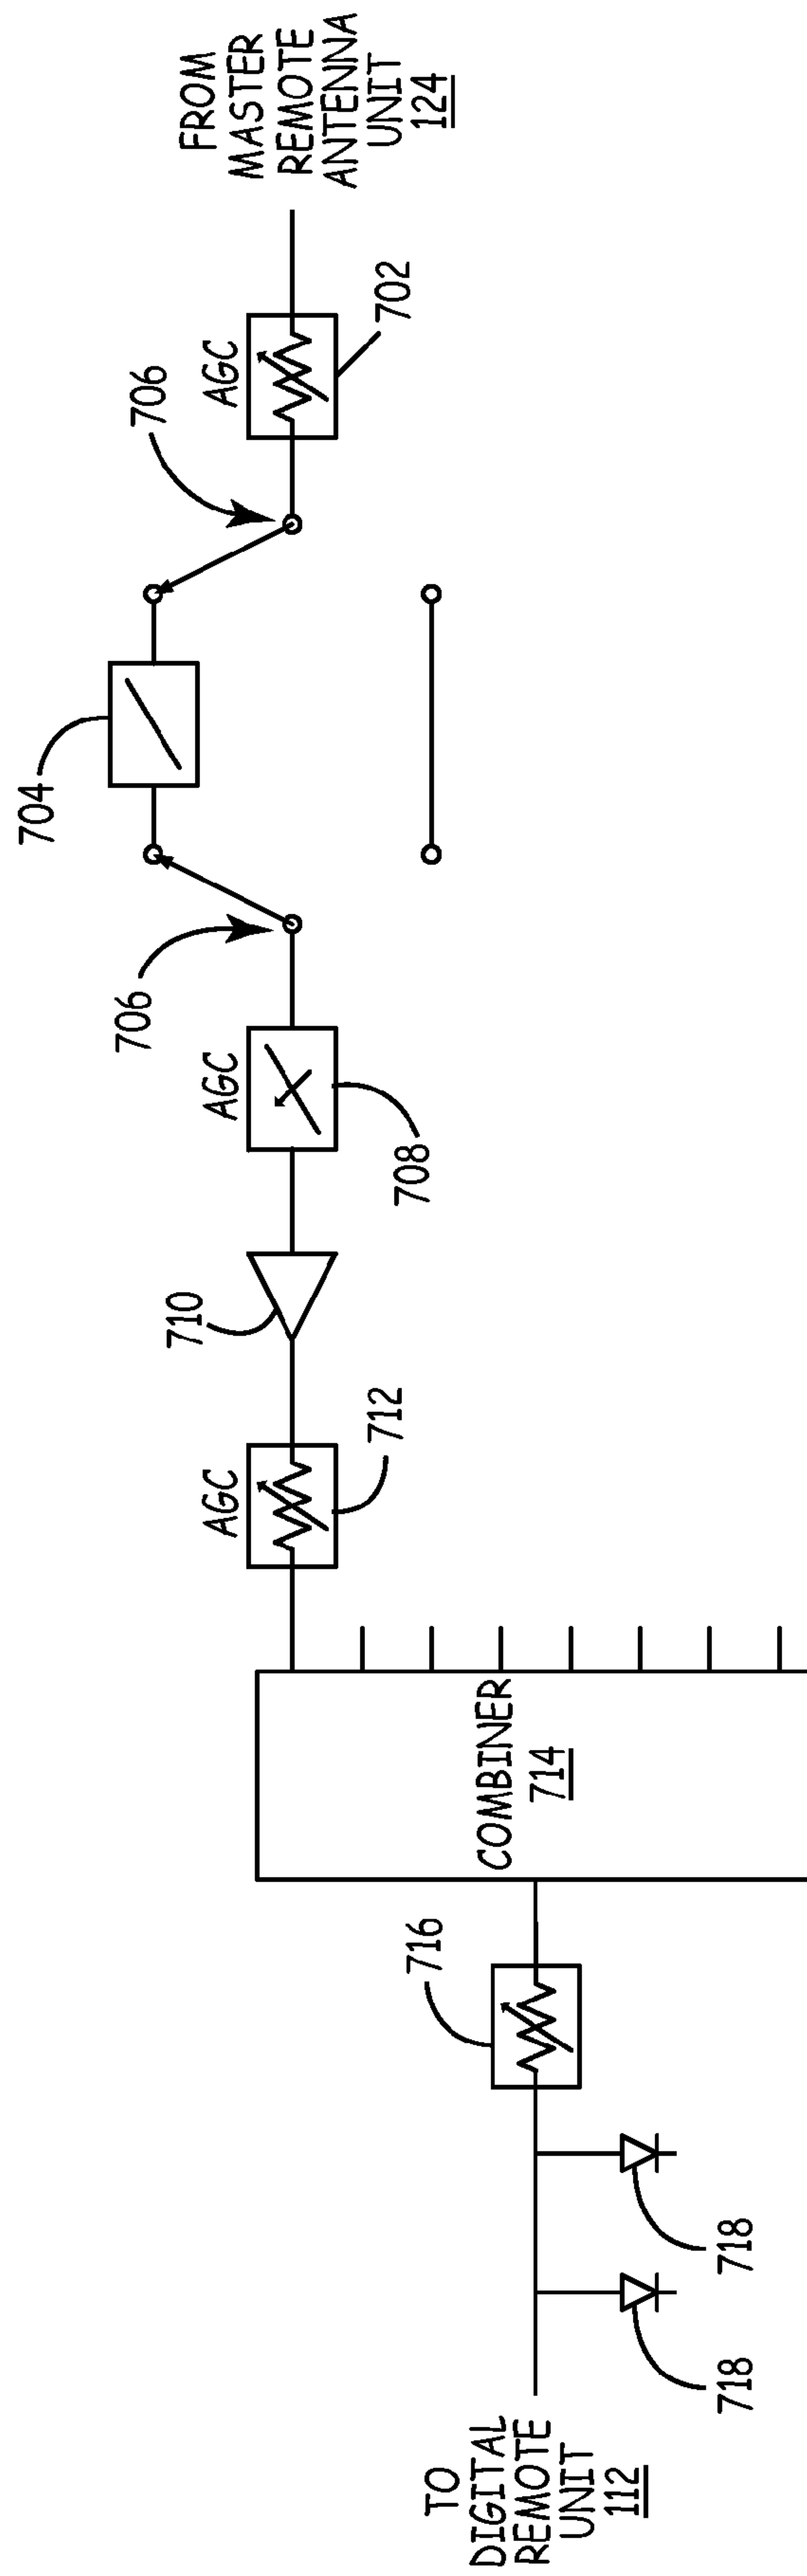 FROM
MASTER
REMOTE
ANTENNA
UNIT
124
AGC
702
706
704
706
AGC
708
710
AGC
712
COMBINER
714
716
718
718
TO
DIGITAL
REMOTE
UNIT
112